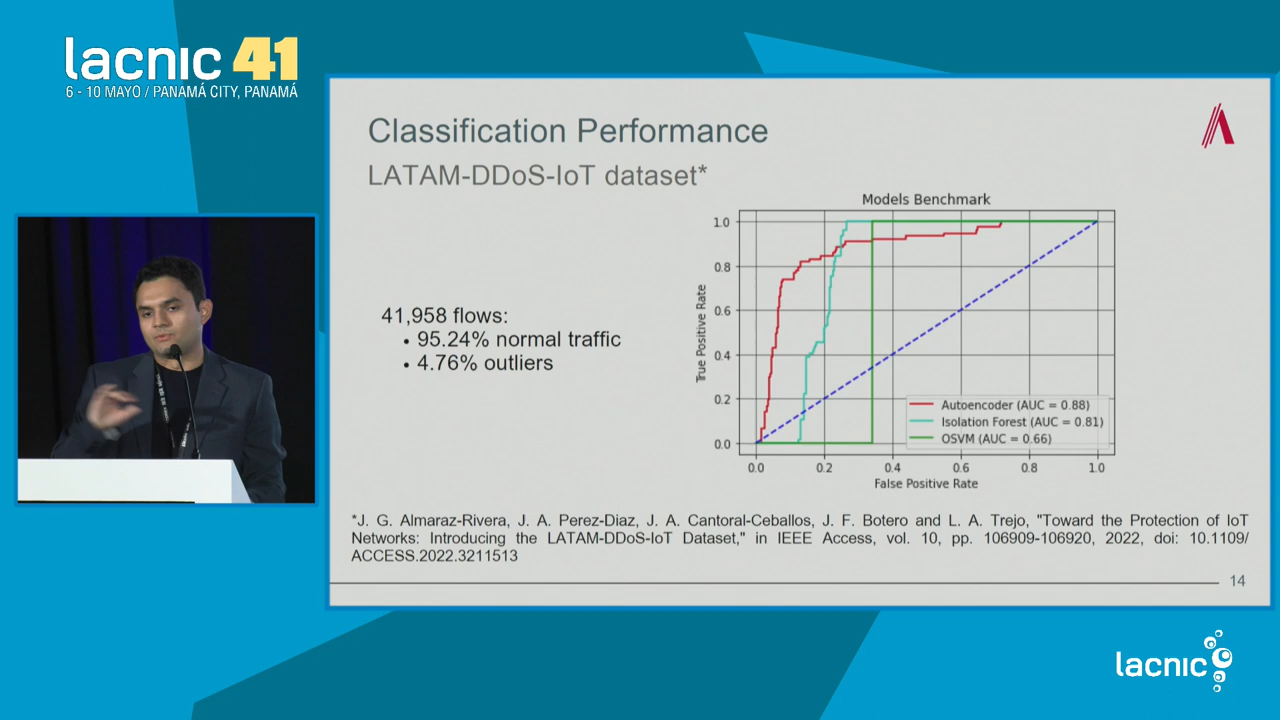 lacnic 41
6 - 10 MAYO / PANAMÁ CITY, PANAMÁ
Classification Performance
LATAM-DDoS-IoT dataset*
41,958 flows:
• 95.24% normal traffic
• 4.76% outliers
Models Benchmark
True Positive Rate
1.0
0.8
0.6
0.4
0.2
0.0
Autoencoder (AUC = 0.88)
Isolation Forest (AUC = 0.81)
OSVM (AUC = 0.66)
0.0 0.2 0.4 0.6 0.8 1.0
False Positive Rate
*J. G. Almaraz-Rivera, J. A. Perez-Diaz, J. A. Cantoral-Ceballos, J. F. Botero and L. A. Trejo, "Toward the Protection of IoT
Networks: Introducing the LATAM-DDoS-IoT Dataset," in IEEE Access, vol. 10, pp. 106909-106920, 2022, doi: 10.1109/
ACCESS.2022.3211513
14
lacnic